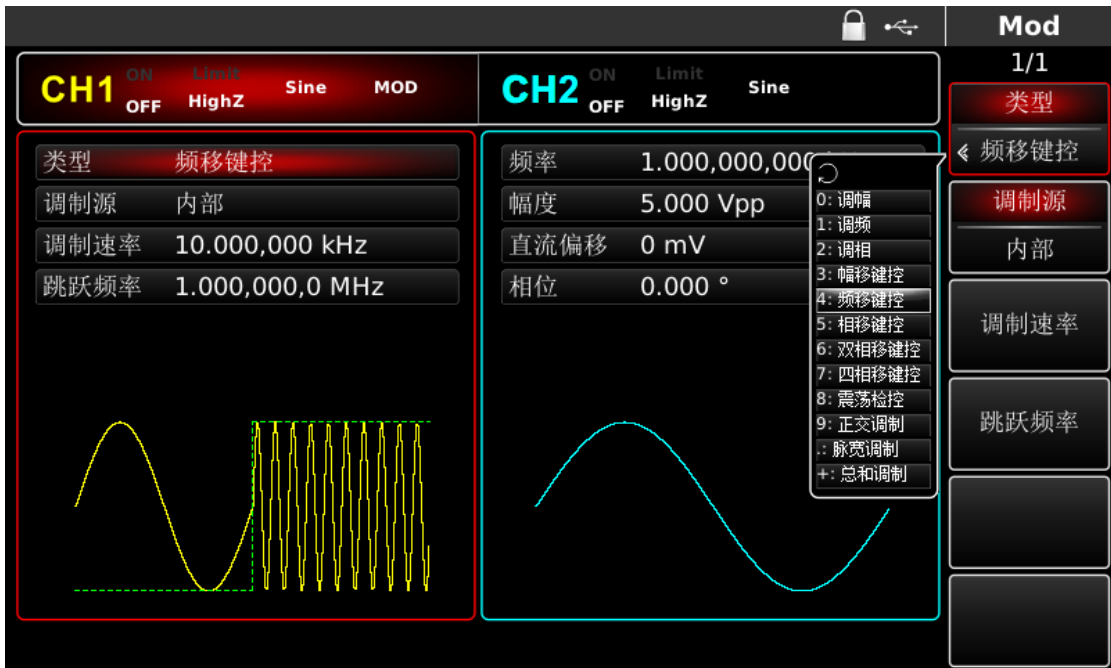 Mod
1/1
CH1 ON OFF Limit HighZ Sine MOD
CH2 ON OFF Limit HighZ Sine
类型 频移键控
调制源 内部
调制速率 10.000,000 kHz
跳跃频率 1.000,000,0 MHz
频率 1.000,000,000
幅度 5.000 Vpp
直流偏移 0 mV
相位 0.000 °
0: 调幅
1: 调频
2: 调相
3: 幅移键控
4: 频移键控
5: 相移键控
6: 双相移键控
7: 四相移键控
8: 震荡检控
9: 正交调制
.: 脉宽调制
+: 总和调制
类型
频移键控
调制源
内部
调制速率
跳跃频率